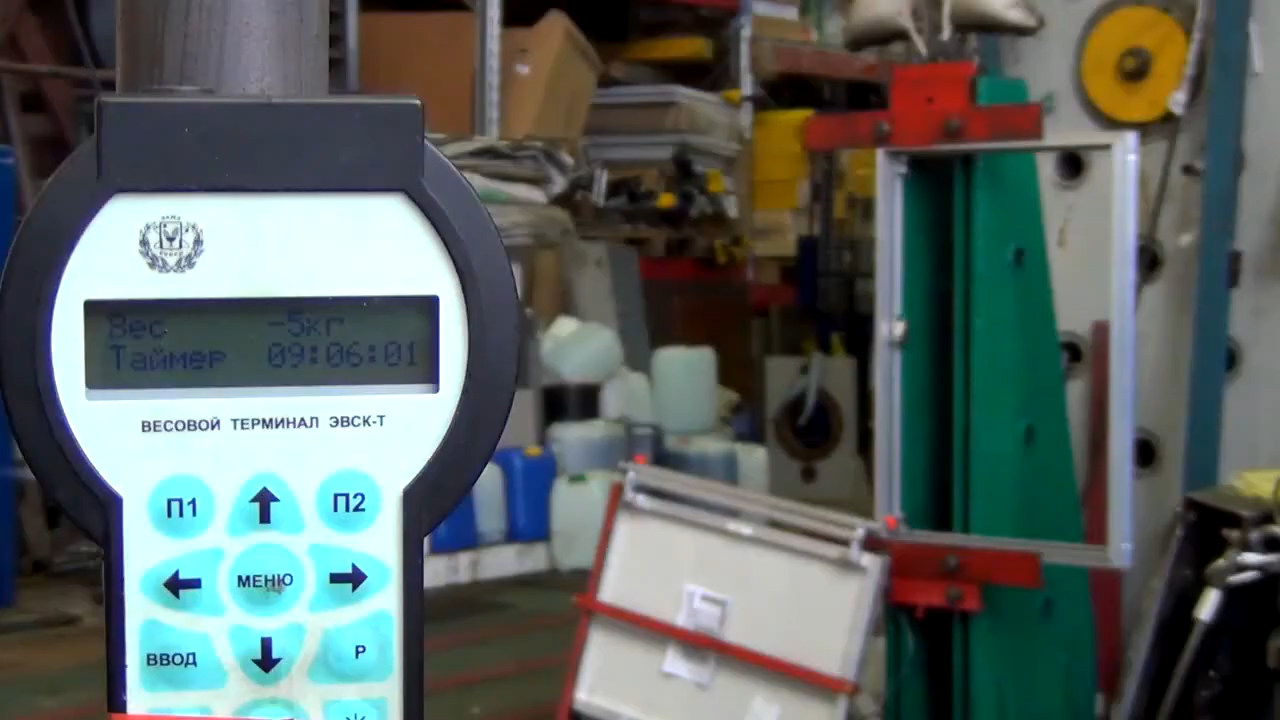 Вес -5кг
Таймер 09:06:01
ВЕСОВОЙ ТЕРМИНАЛ ЭВСК-Т
П1 П2
МЕНЮ
ВВОД Р